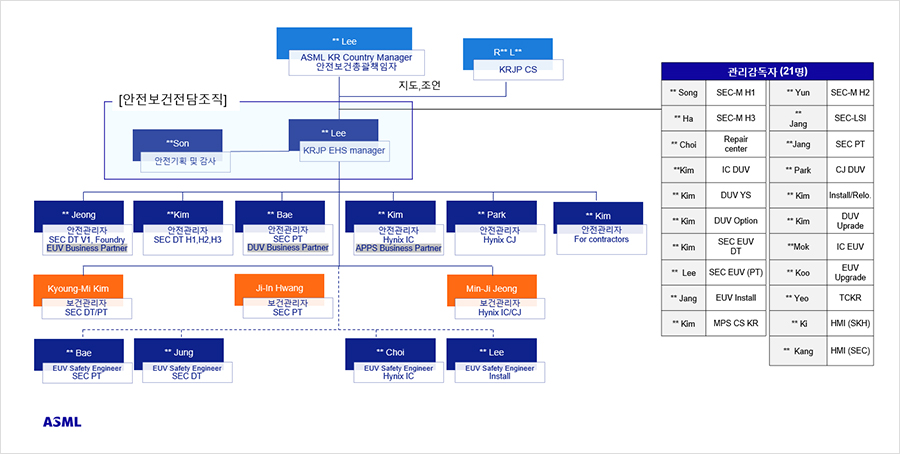 ** Lee
ASML KR Country Manager
안전보건총괄책임자
R** L**
KRJP CS
지도,조언
[안전보건전담조직]
**Son
안전기획 및 감사
** Lee
KRJP EHS manager
** Jeong
안전관리자
SEC DT V1, Foundry
EUV Business Partner
**Kim
안전관리자
SEC DT H1,H2,H3
** Bae
안전관리자
SEC PT
DUV Business Partner
** Kim
안전관리자
Hynix IC
APPS Business Partner
** Park
안전관리자
Hynix CJ
** Kim
안전관리자
For contractors
Kyoung-Mi Kim
보건관리자
SEC DT/PT
Ji-In Hwang
보건관리자
SEC PT
Min-Ji Jeong
보건관리자
Hynix IC/CJ
** Bae
EUV Safety Engineer
SEC PT
** Jung
EUV Safety Engineer
SEC DT
** Choi
EUV Safety Engineer
Hynix IC
** Lee
EUV Safety Engineer
Install
관리감독자 (21명)
** Song SEC-M H1
** Ha SEC-M H3
** Choi Repair
center
**Kim IC DUV
** Kim DUV YS
** Kim DUV Option
** Kim SEC EUV
DT
** Lee SEC EUV (PT)
** Jang EUV Install
** Kim MPS CS KR
** Yun SEC-M H2
**
Jang SEC-LSI
**Jang SEC PT
** Park CJ DUV
** Kim Install/Relo.
** Kim DUV
Uprade
**Mok IC EUV
** Koo EUV
Upgrade
** Yeo TCKR
** Ki HMI (SKH)
** Kang HMI (SEC)
ASML